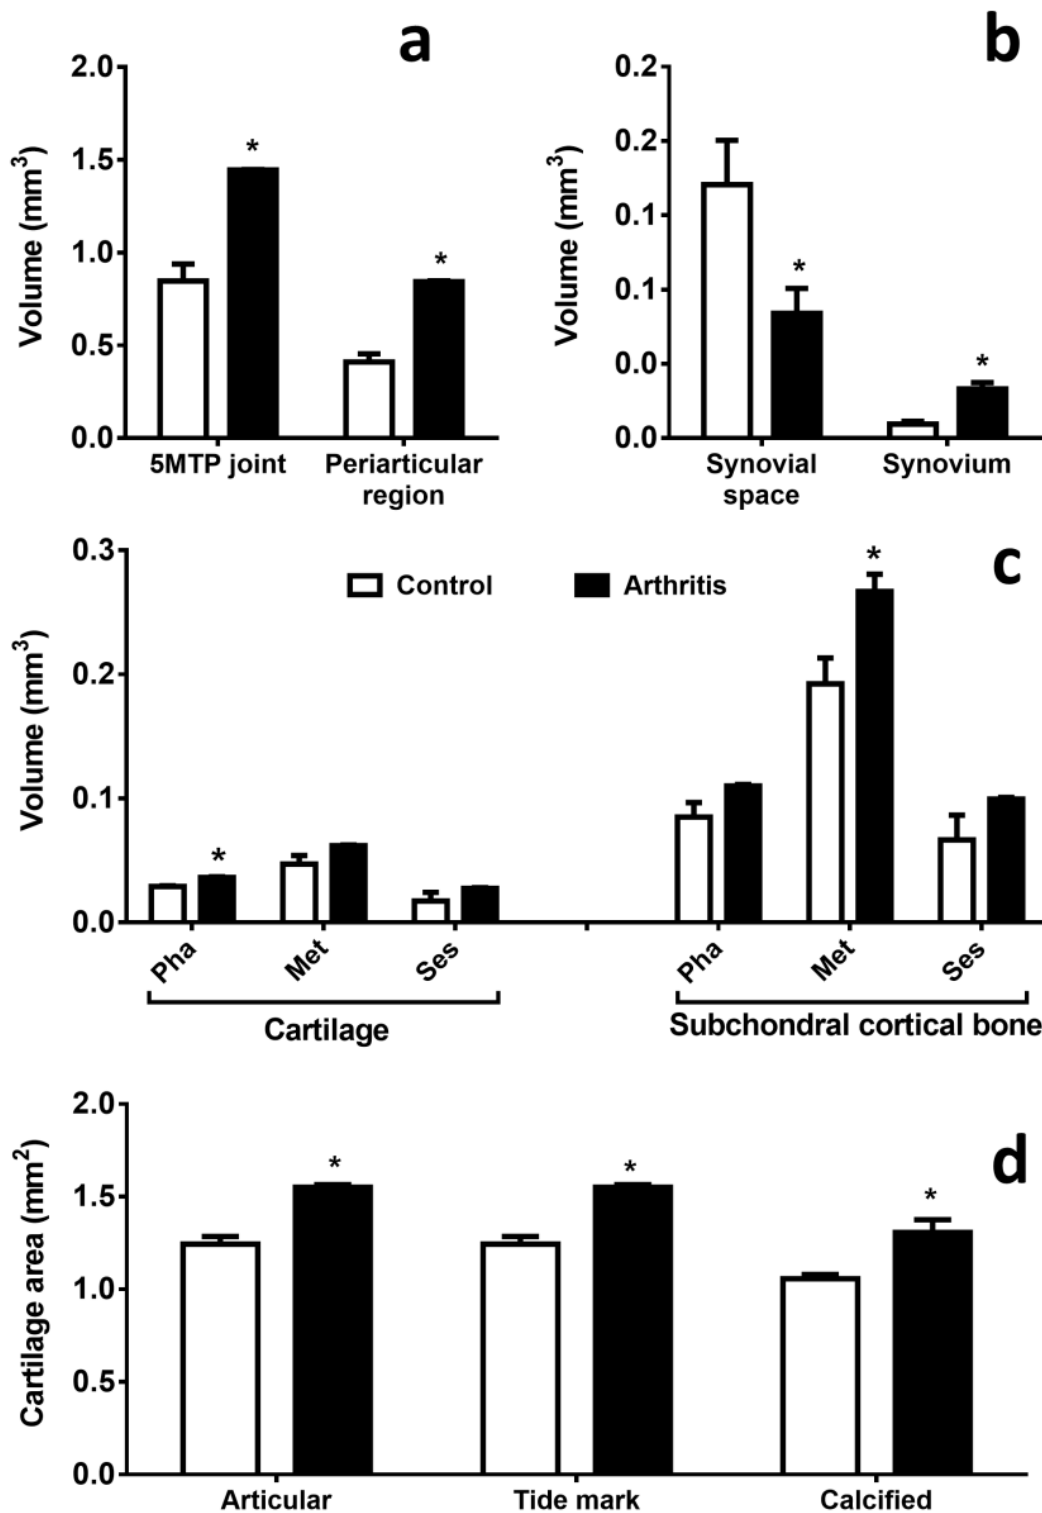 a
2.0
1.5
1.0
0.5
0.0
Volume (mm³)
*
*
5MTP joint
Periarticular
region
b
0.2
0.1
0.1
0.0
0.0
Volume (mm³)
*
*
Synovial
space
Synovium
c
0.3
0.2
0.1
0.0
Volume (mm³)
Control
Arthritis
*
*
Pha
Met
Ses
Pha
Met
Ses
Cartilage
Subchondral cortical bone
d
2.0
1.5
1.0
0.5
0.0
Cartilage area (mm²)
*
*
*
Articular
Tide mark
Calcified